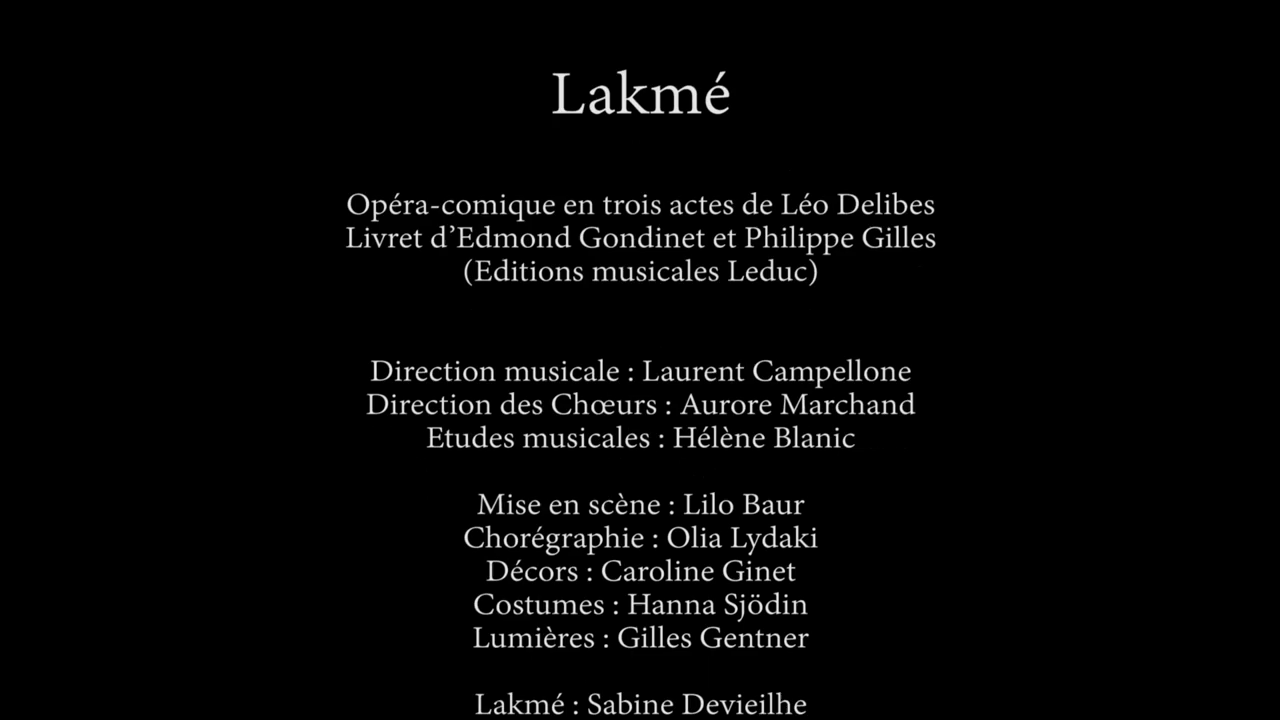 Lakmé
Opéra-comique en trois actes de Léo Delibes
Livret d’Edmond Gondinet et Philippe Gilles
(Editions musicales Leduc)
Direction musicale : Laurent Campellone
Direction des Chœurs : Aurore Marchand
Etudes musicales : Hélène Blanic
Mise en scène : Lilo Baur
Chorégraphie : Olia Lydaki
Décors : Caroline Ginet
Costumes : Hanna Sjödin
Lumières : Gilles Gentner
Lakmé : Sabine Devieilhe